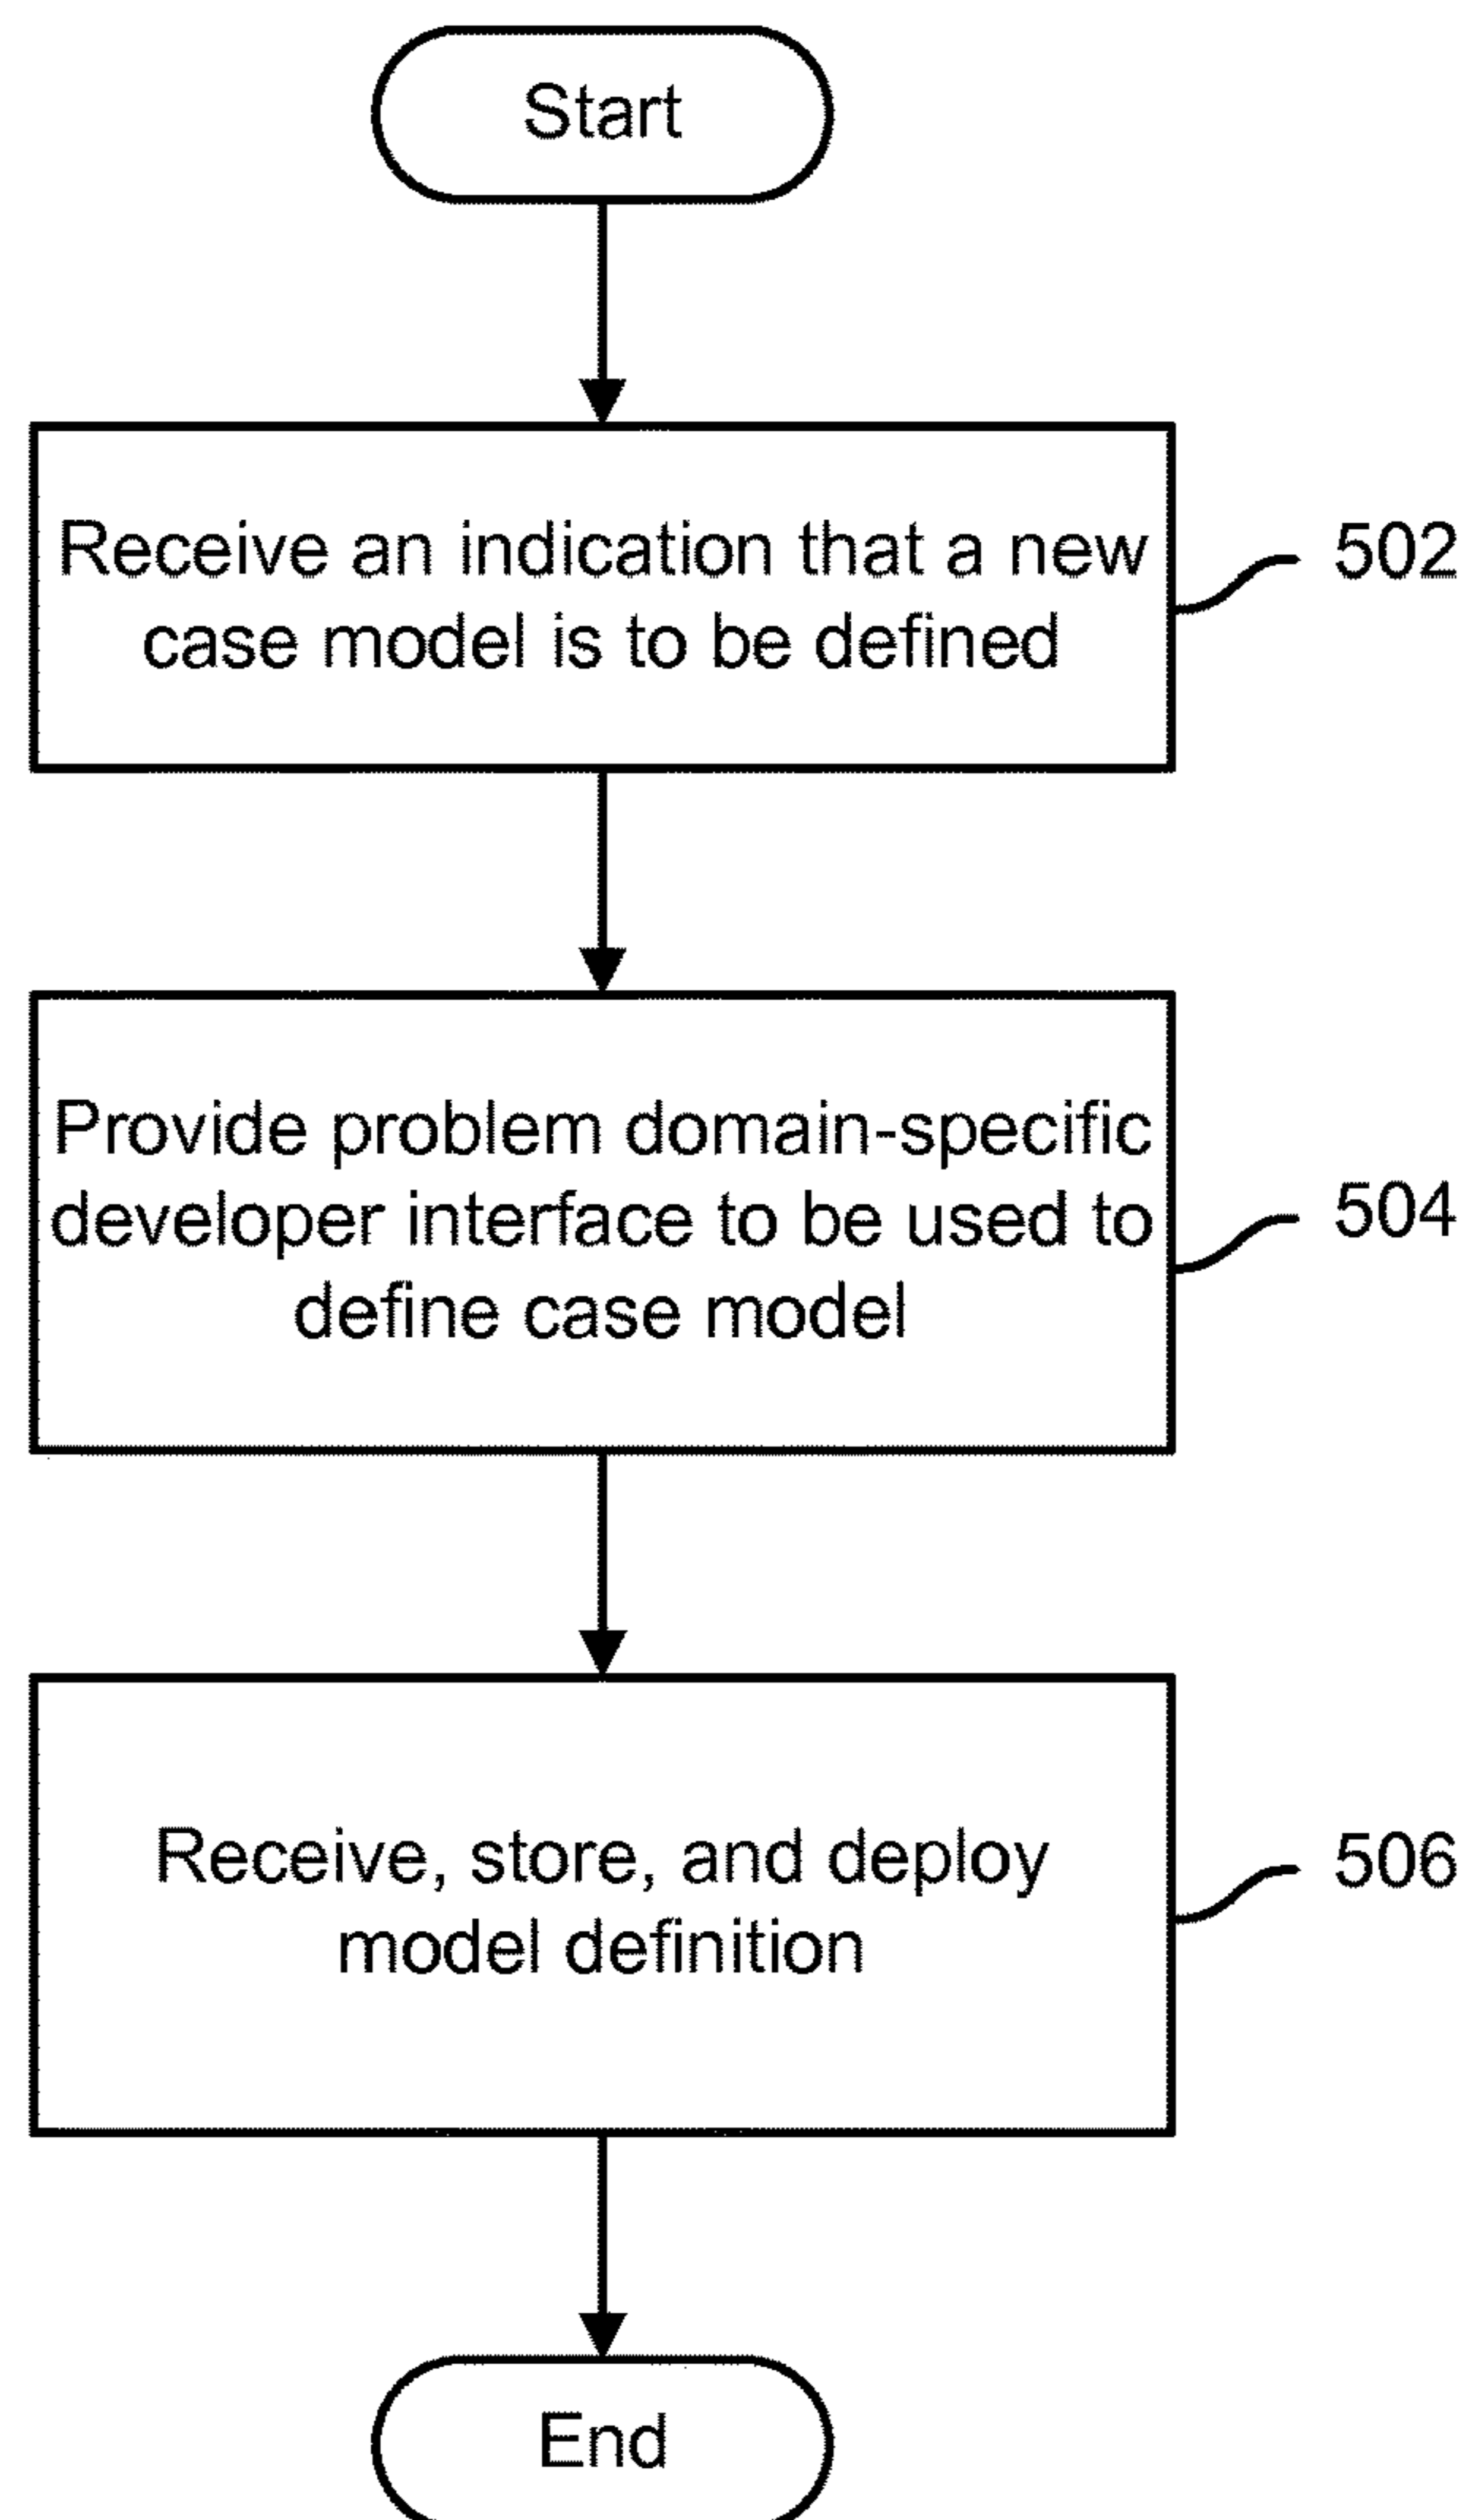 Start
Receive an indication that a new
case model is to be defined
502
Provide problem domain-specific
developer interface to be used to
define case model
504
Receive, store, and deploy
model definition
506
End